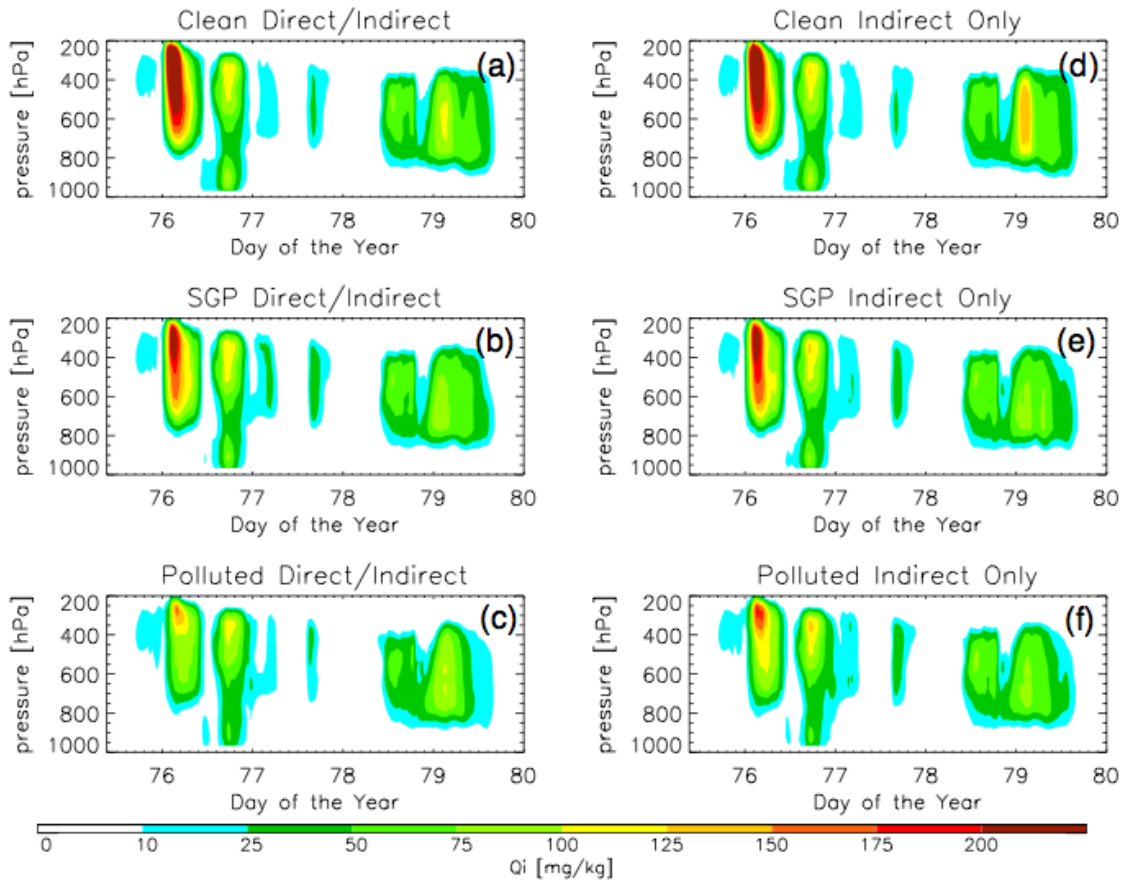 Clean Direct/Indirect
Clean Indirect Only
pressure [hPa]
200
400
600
800
1000
(a)
76 77 78 79 80
Day of the Year
pressure [hPa]
200
400
600
800
1000
(d)
76 77 78 79 80
Day of the Year
SGP Direct/Indirect
SGP Indirect Only
pressure [hPa]
200
400
600
800
1000
(b)
76 77 78 79 80
Day of the Year
pressure [hPa]
200
400
600
800
1000
(e)
76 77 78 79 80
Day of the Year
Polluted Direct/Indirect
Polluted Indirect Only
pressure [hPa]
200
400
600
800
1000
(c)
76 77 78 79 80
Day of the Year
pressure [hPa]
200
400
600
800
1000
(f)
76 77 78 79 80
Day of the Year
0 10 25 50 75 100 125 150 175 200
Qi [mg/kg]